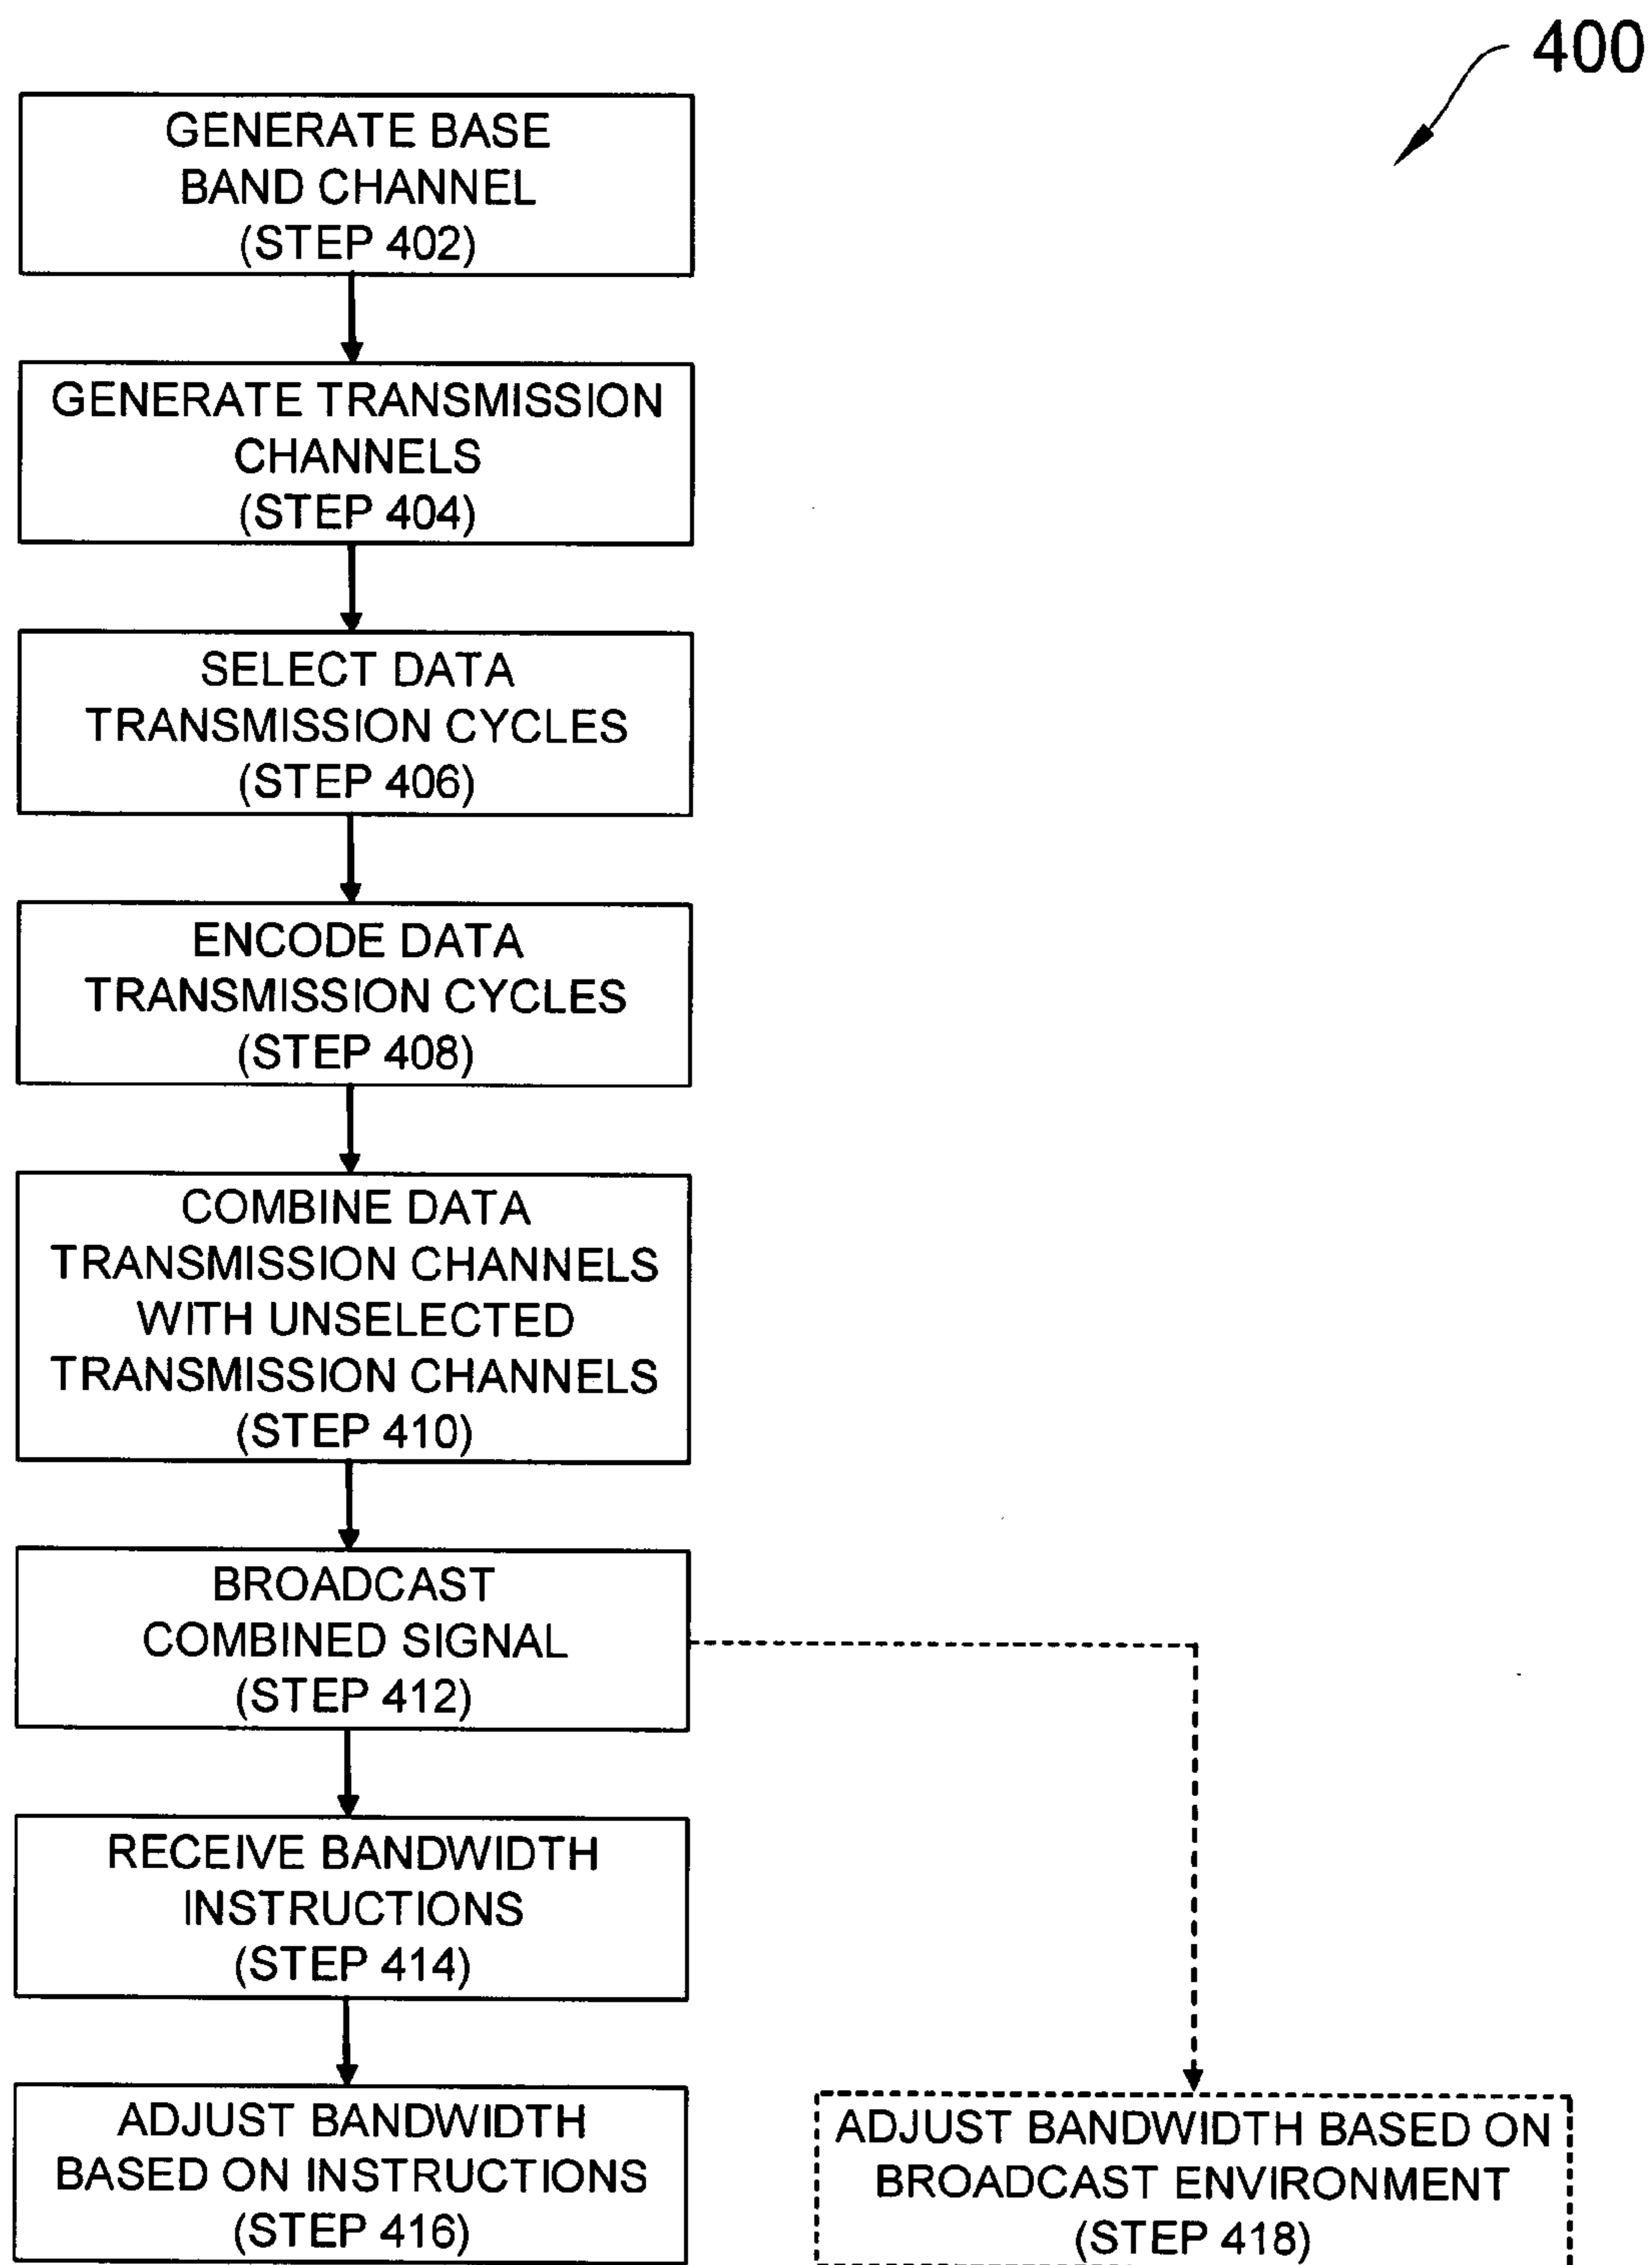 400
GENERATE BASE
BAND CHANNEL
(STEP 402)
GENERATE TRANSMISSION
CHANNELS
(STEP 404)
SELECT DATA
TRANSMISSION CYCLES
(STEP 406)
ENCODE DATA
TRANSMISSION CYCLES
(STEP 408)
COMBINE DATA
TRANSMISSION CHANNELS
WITH UNSELECTED
TRANSMISSION CHANNELS
(STEP 410)
BROADCAST
COMBINED SIGNAL
(STEP 412)
RECEIVE BANDWIDTH
INSTRUCTIONS
(STEP 414)
ADJUST BANDWIDTH
BASED ON INSTRUCTIONS
(STEP 416)
ADJUST BANDWIDTH BASED ON
BROADCAST ENVIRONMENT
(STEP 418)